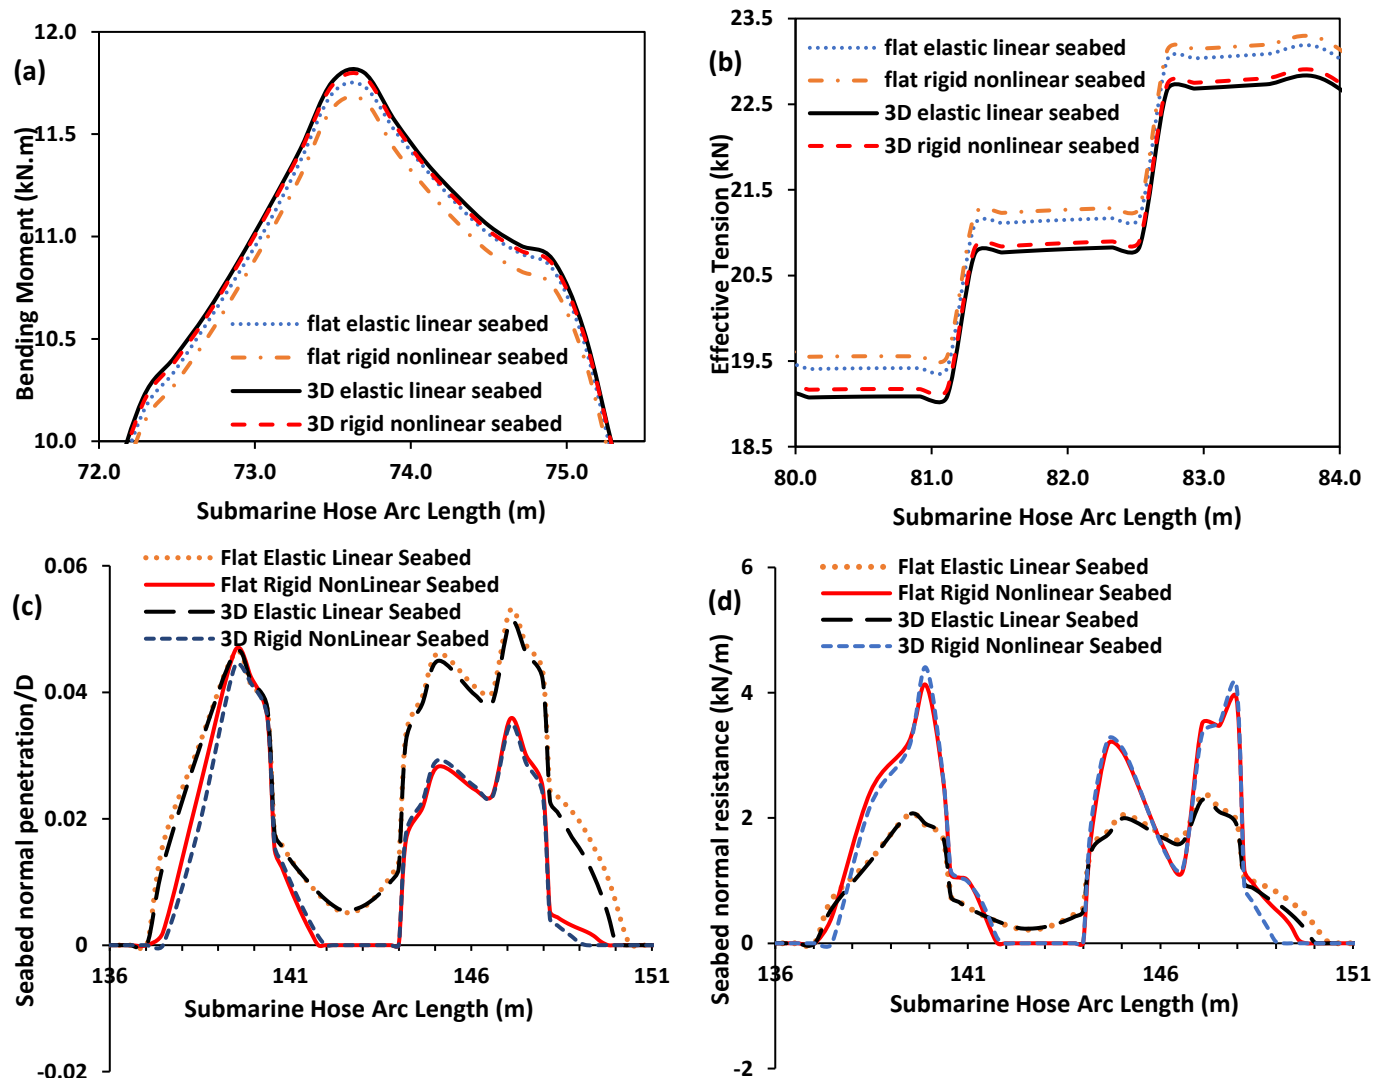 (a)
Bending Moment (kN.m)
12.0
11.5
11.0
10.5
10.0
flat elastic linear seabed
flat rigid nonlinear seabed
3D elastic linear seabed
3D rigid nonlinear seabed
72.0 73.0 74.0 75.0
Submarine Hose Arc Length (m)
(b)
Effective Tension (kN)
23.5
22.5
21.5
20.5
19.5
18.5
flat elastic linear seabed
flat rigid nonlinear seabed
3D elastic linear seabed
3D rigid nonlinear seabed
80.0 81.0 82.0 83.0 84.0
Submarine Hose Arc Length (m)
(c)
Seabed normal penetration/D
0.06
0.04
0.02
0
-0.02
Flat Elastic Linear Seabed
Flat Rigid NonLinear Seabed
3D Elastic Linear Seabed
3D Rigid NonLinear Seabed
136 141 146 151
Submarine Hose Arc Length (m)
(d)
Seabed normal resistance (kN/m)
6
4
2
0
-2
Flat Elastic Linear Seabed
Flat Rigid Nonlinear Seabed
3D Elastic Linear Seabed
3D Rigid Nonlinear Seabed
136 141 146 151
Submarine Hose Arc Length (m)